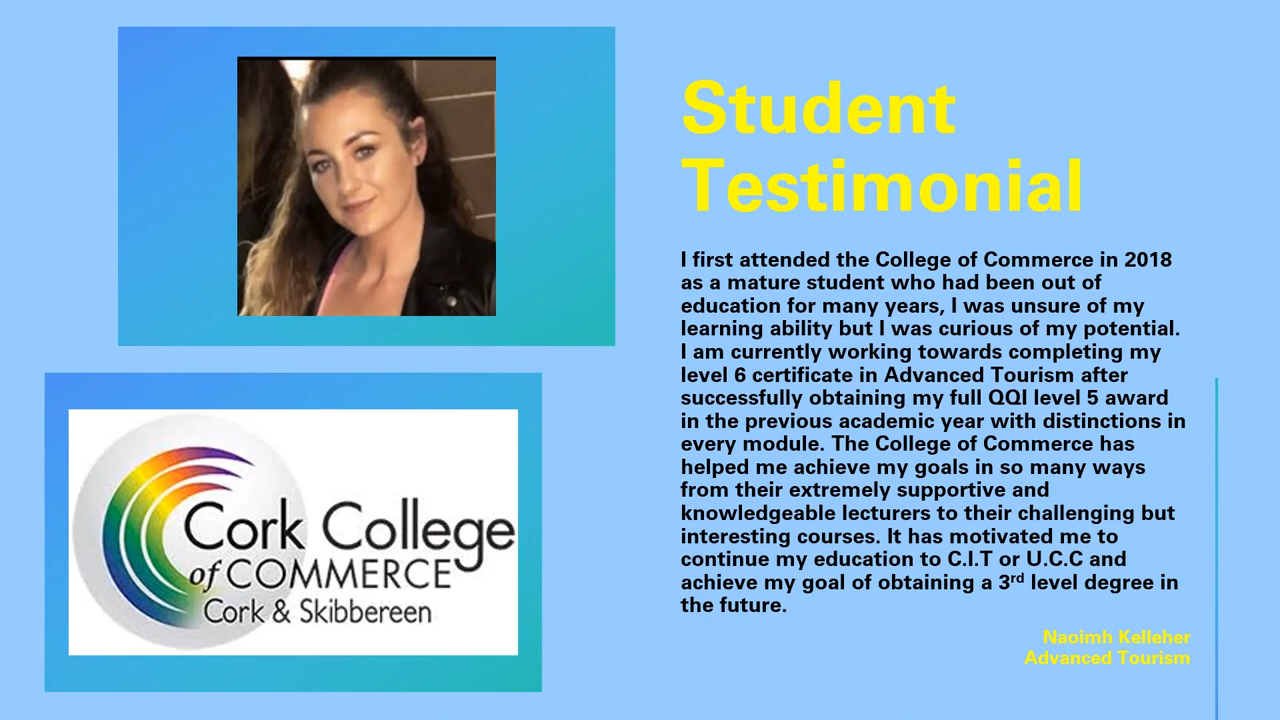 Student
Testimonial
I first attended the College of Commerce in 2018
as a mature student who had been out of
education for many years, I was unsure of my
learning ability but I was curious of my potential.
I am currently working towards completing my
level 6 certificate in Advanced Tourism after
successfully obtaining my full QQI level 5 award
in the previous academic year with distinctions in
every module. The College of Commerce has
helped me achieve my goals in so many ways
from their extremely supportive and
knowledgeable lecturers to their challenging but
interesting courses. It has motivated me to
continue my education to C.I.T or U.C.C and
achieve my goal of obtaining a 3rd level degree in
the future.
Naoimh Kelleher
Advanced Tourism
Cork College
of COMMERCE
Cork & Skibbereen